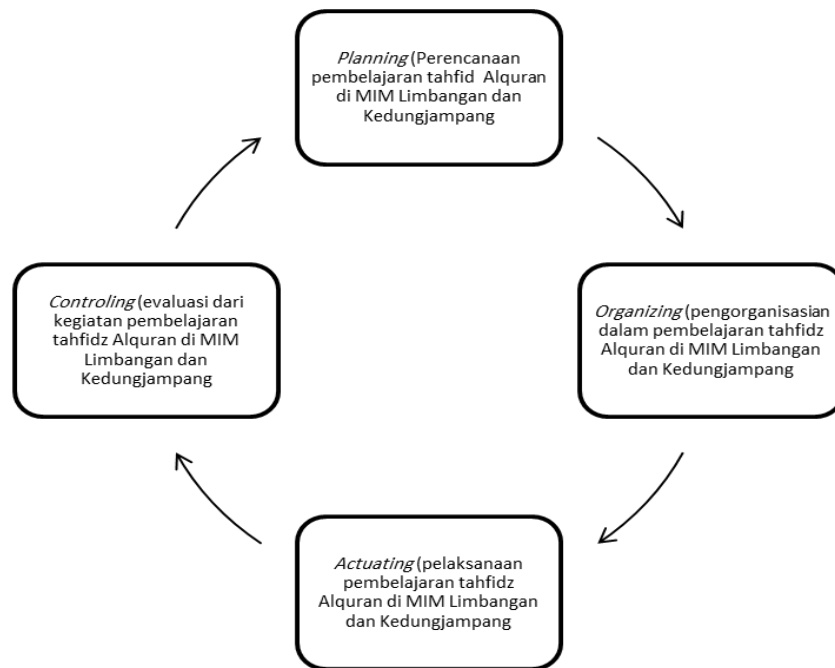 Planning (Perencanaan
pembelajaran tahfid Alquran
di MIM Limbangan dan
Kedungjampang
Organizing (pengorganisasian
dalam pembelajaran tahfidz
Alquran di MIM Limbangan
dan Kedungjampang
Actuating (pelaksanaan
pembelajaran tahfidz
Alquran di MIM Limbangan
dan Kedungjampang
Controling (evaluasi dari
kegiatan pembelajaran
tahfidz Alquran di MIM
Limbangan dan
Kedungjampang